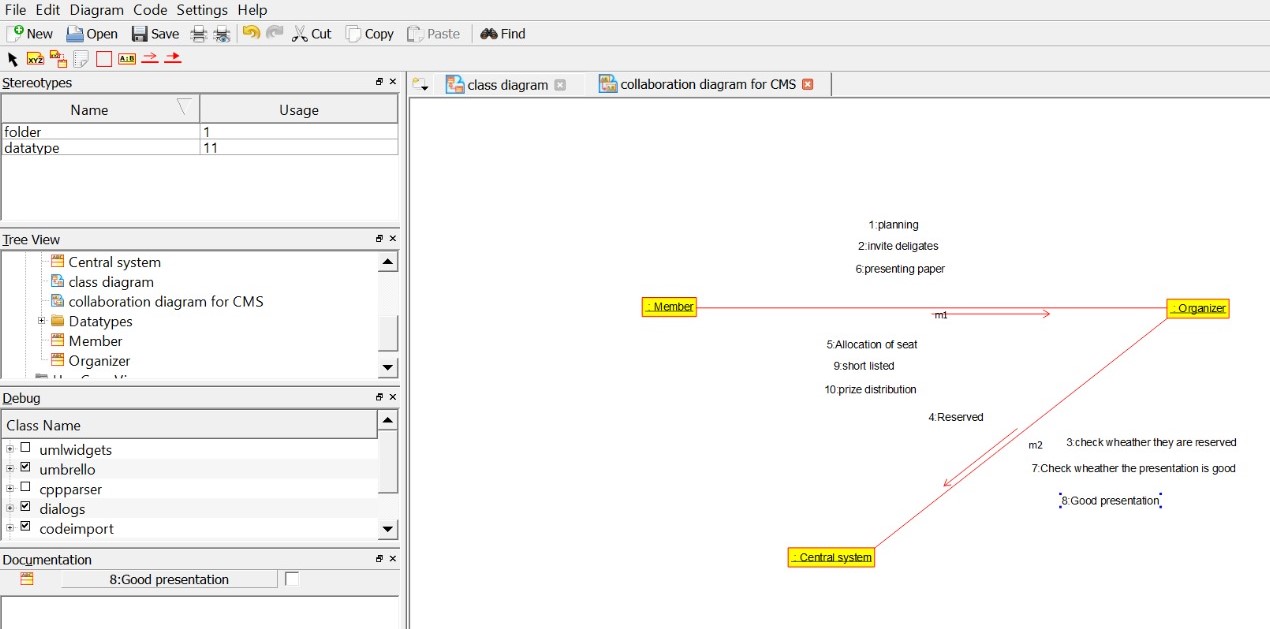 File Edit Diagram Code Settings Help
New Open Save Cut Copy Paste Find
XYZ A:B
Stereotypes
Name Usage
folder 1
datatype 11
Tree View
Central system
class diagram
collaboration diagram for CMS
Datatypes
Member
Organizer
Debug
Class Name
umlwidgets
umbrello
cppparser
dialogs
codeimport
Documentation
8:Good presentation
class diagram collaboration diagram for CMS
1:planning
2:invite deligates
6:presenting paper
: Member
m1
: Organizer
5:Allocation of seat
9:short listed
10:prize distribution
4:Reserved
m2
3:check wheather they are reserved
7:Check wheather the presentation is good
8:Good presentation
: Central system